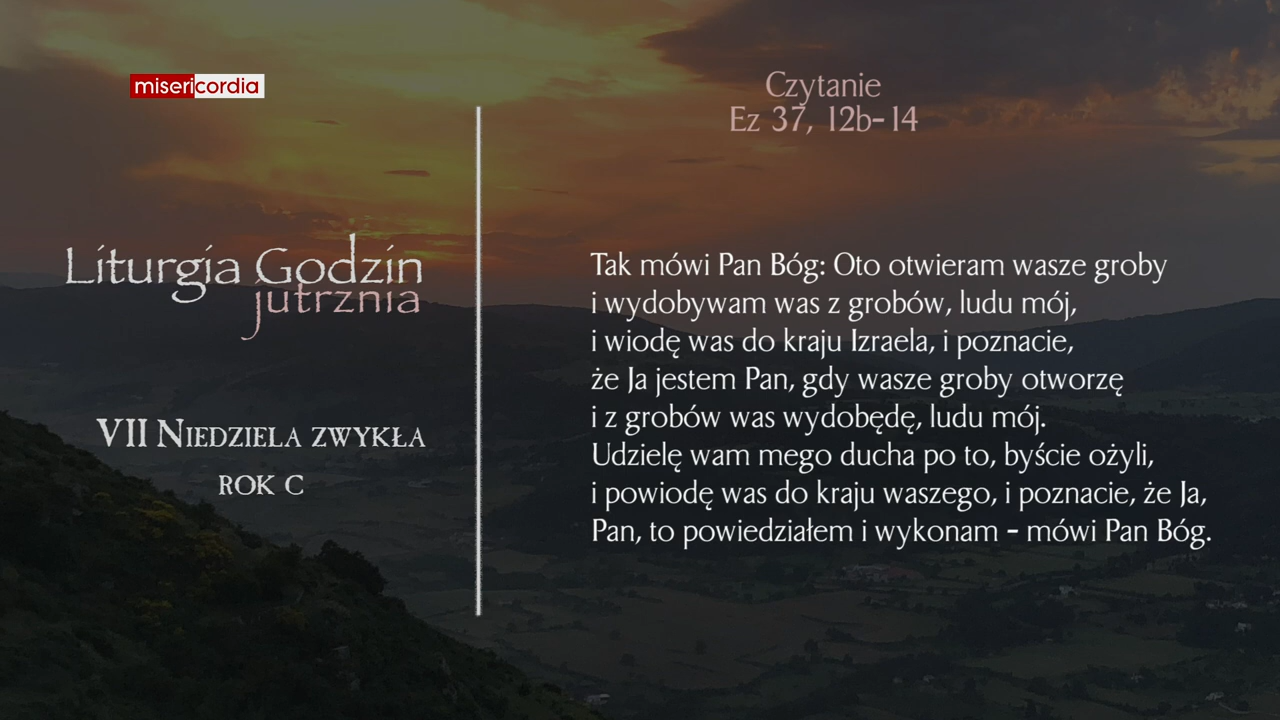 misericordia
Liturgia Godzin
jutrznia
VII Niedziela zwykła
rok C
Czytanie
Ez 37, 12b-14
Tak mówi Pan Bóg: Oto otwieram wasze groby
i wydobywam was z grobów, ludu mój,
i wiodę was do kraju Izraela, i poznacie,
że Ja jestem Pan, gdy wasze groby otworzę
i z grobów was wydobędę, ludu mój.
Udzielę wam mego ducha po to, byście ożyli,
i powiodę was do kraju waszego, i poznacie, że Ja,
Pan, to powiedziałem i wykonam – mówi Pan Bóg.